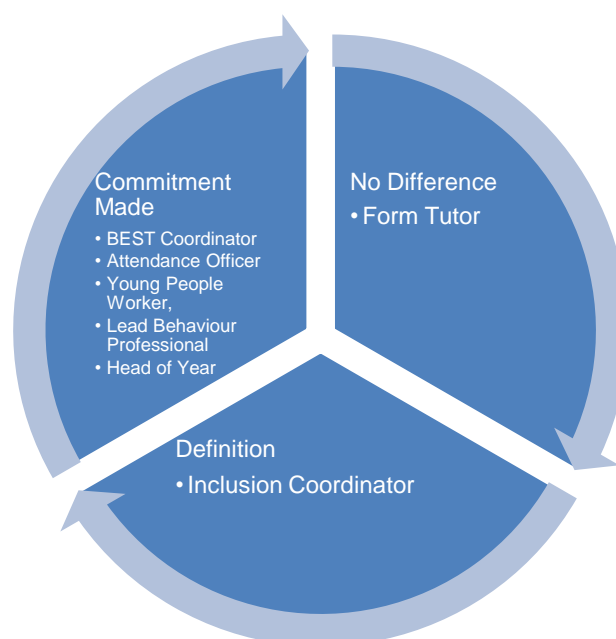 Commitment
Made
• BEST Coordinator
• Attendance Officer
• Young People
Worker,
• Lead Behaviour
Professional
• Head of Year
No Difference
• Form Tutor
Definition
• Inclusion Coordinator